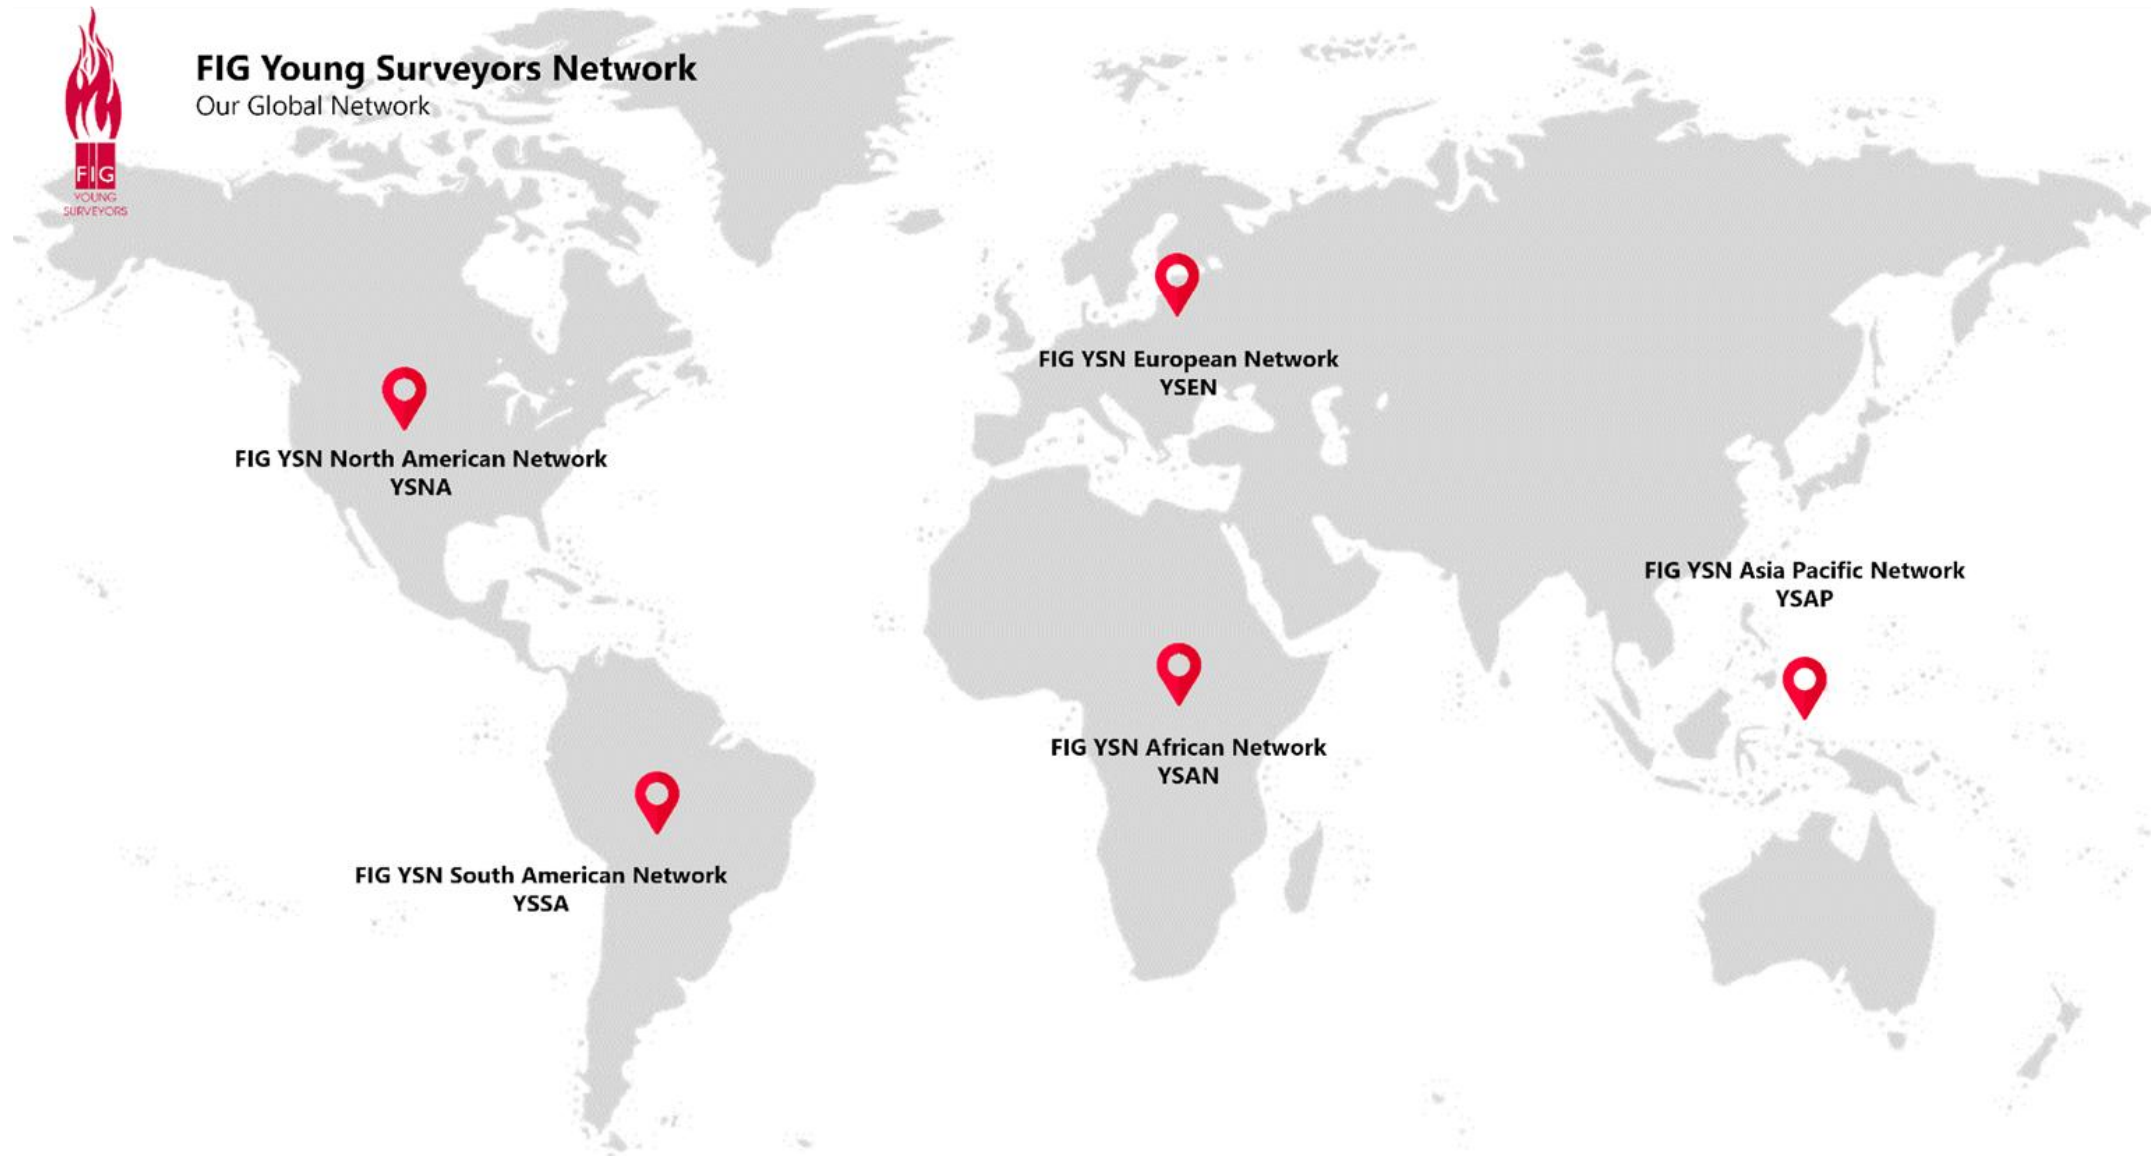 FIG Young Surveyors Network
Our Global Network
FIG
YOUNG
SURVEYORS
FIG YSN European Network
YSEN
FIG YSN North American Network
YSNA
FIG YSN Asia Pacific Network
YSAP
FIG YSN African Network
YSAN
FIG YSN South American Network
YSSA